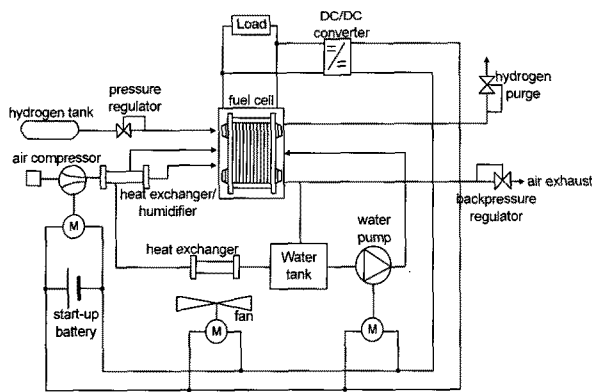 Load
DC/DC
converter
hydrogen
purge
pressure
regulator
fuel cell
hydrogen tank
air compressor
air exhaust
heat exchanger/
humidifier
backpressure
regulator
M
water
pump
heat exchanger
Water
tank
start-up
battery
fan
M
M